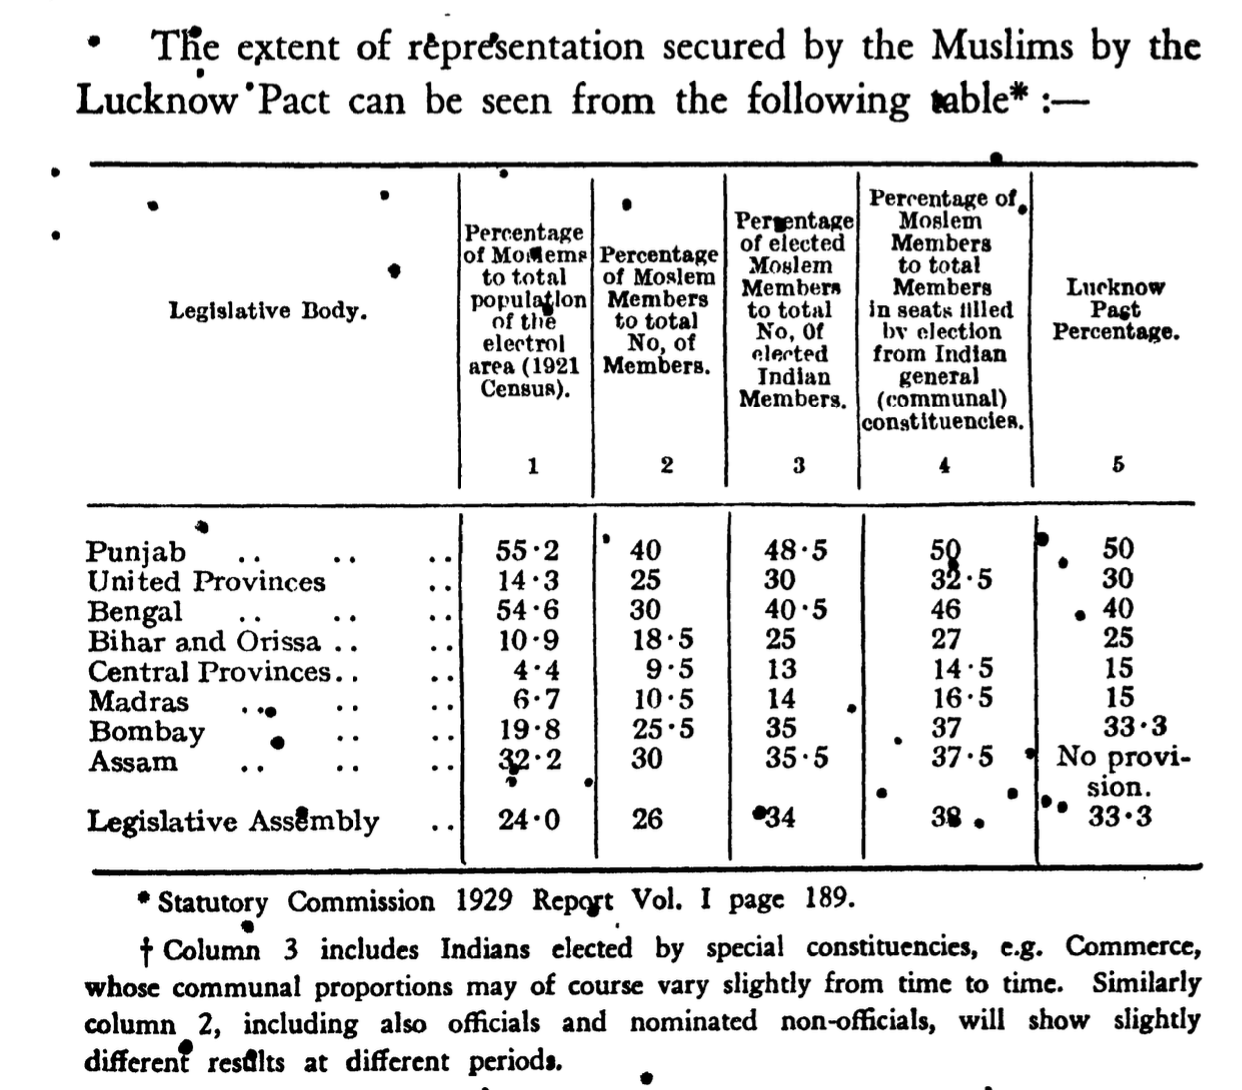 The extent of representation secured by the Muslims by the
Lucknow Pact can be seen from the following table* :—
Legislative Body.
Percentage
of Moslems
to total
population
of the
electrol
area (1921
Census).
1
Percentage
of Moslem
Members
to total
No, of
Members.
2
Percentage
of elected
Moslem
Members
to total
No, 0f
elected
Indian
Members.
3
Percentage of
Moslem
Members
to total
Members
in seats filled
by election
from Indian
general
(communal)
constituencies.
4
Lucknow
Pact
Percentage.
5
Punjab .. .. .. 55·2 40 48·5 50 50
United Provinces .. 14·3 25 30 32·5 30
Bengal .. .. .. 54·6 30 40·5 46 40
Bihar and Orissa .. .. 10·9 18·5 25 27 25
Central Provinces.. .. 4·4 9·5 13 14·5 15
Madras .. .. .. 6·7 10·5 14 16·5 15
Bombay .. .. 19·8 25·5 35 37 33·3
Assam .. .. .. 32·2 30 35·5 37·5 No provi-
sion.
Legislative Assembly .. 24·0 26 34 38 33·3
* Statutory Commission 1929 Report Vol. I page 189.
† Column 3 includes Indians elected by special constituencies, e.g. Commerce,
whose communal proportions may of course vary slightly from time to time. Similarly
column 2, including also officials and nominated non-officials, will show slightly
different results at different periods.